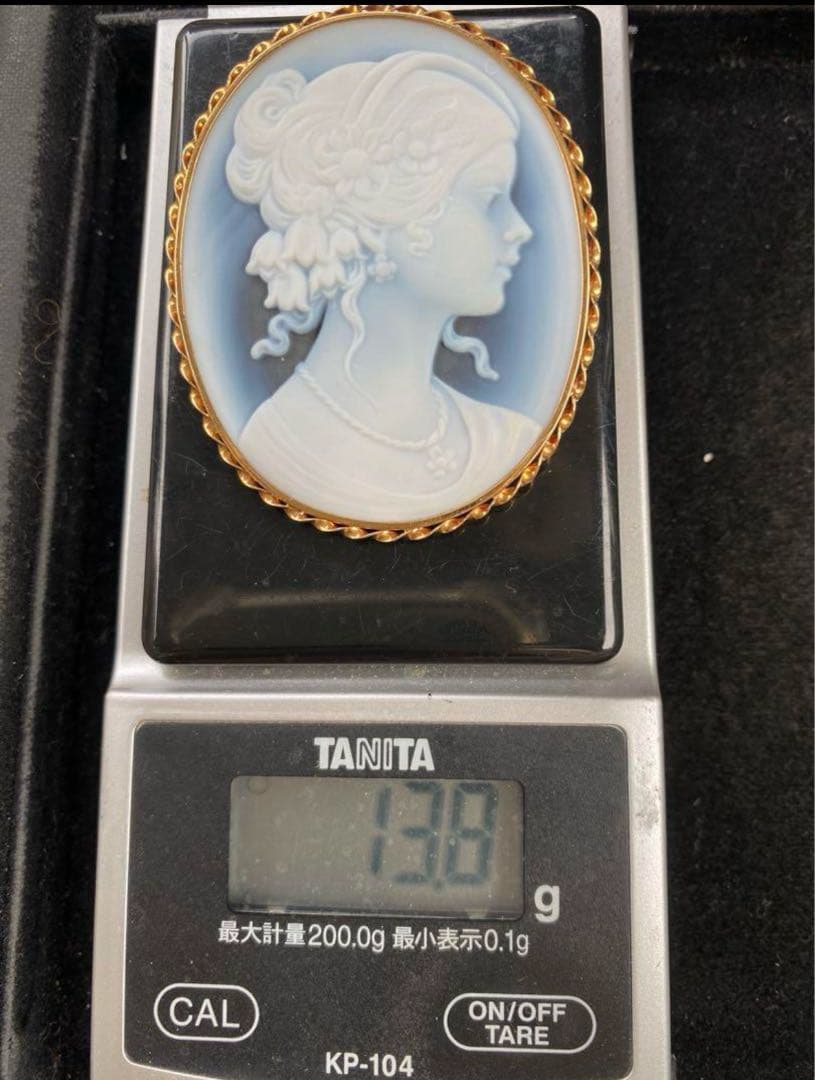 TANITA
13.8 g
最大計量200.0g 最小表示0.1g
CAL
ON/OFF
TARE
KP-104